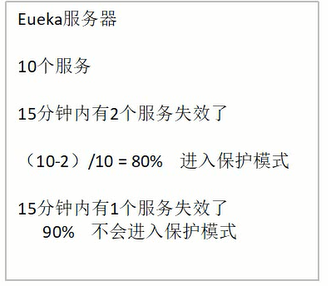 Eueka服务器
10个服务
15分钟内有2个服务失效了
（10-2）/10 = 80%   进入保护模式
15分钟内有1个服务失效了
90%   不会进入保护模式